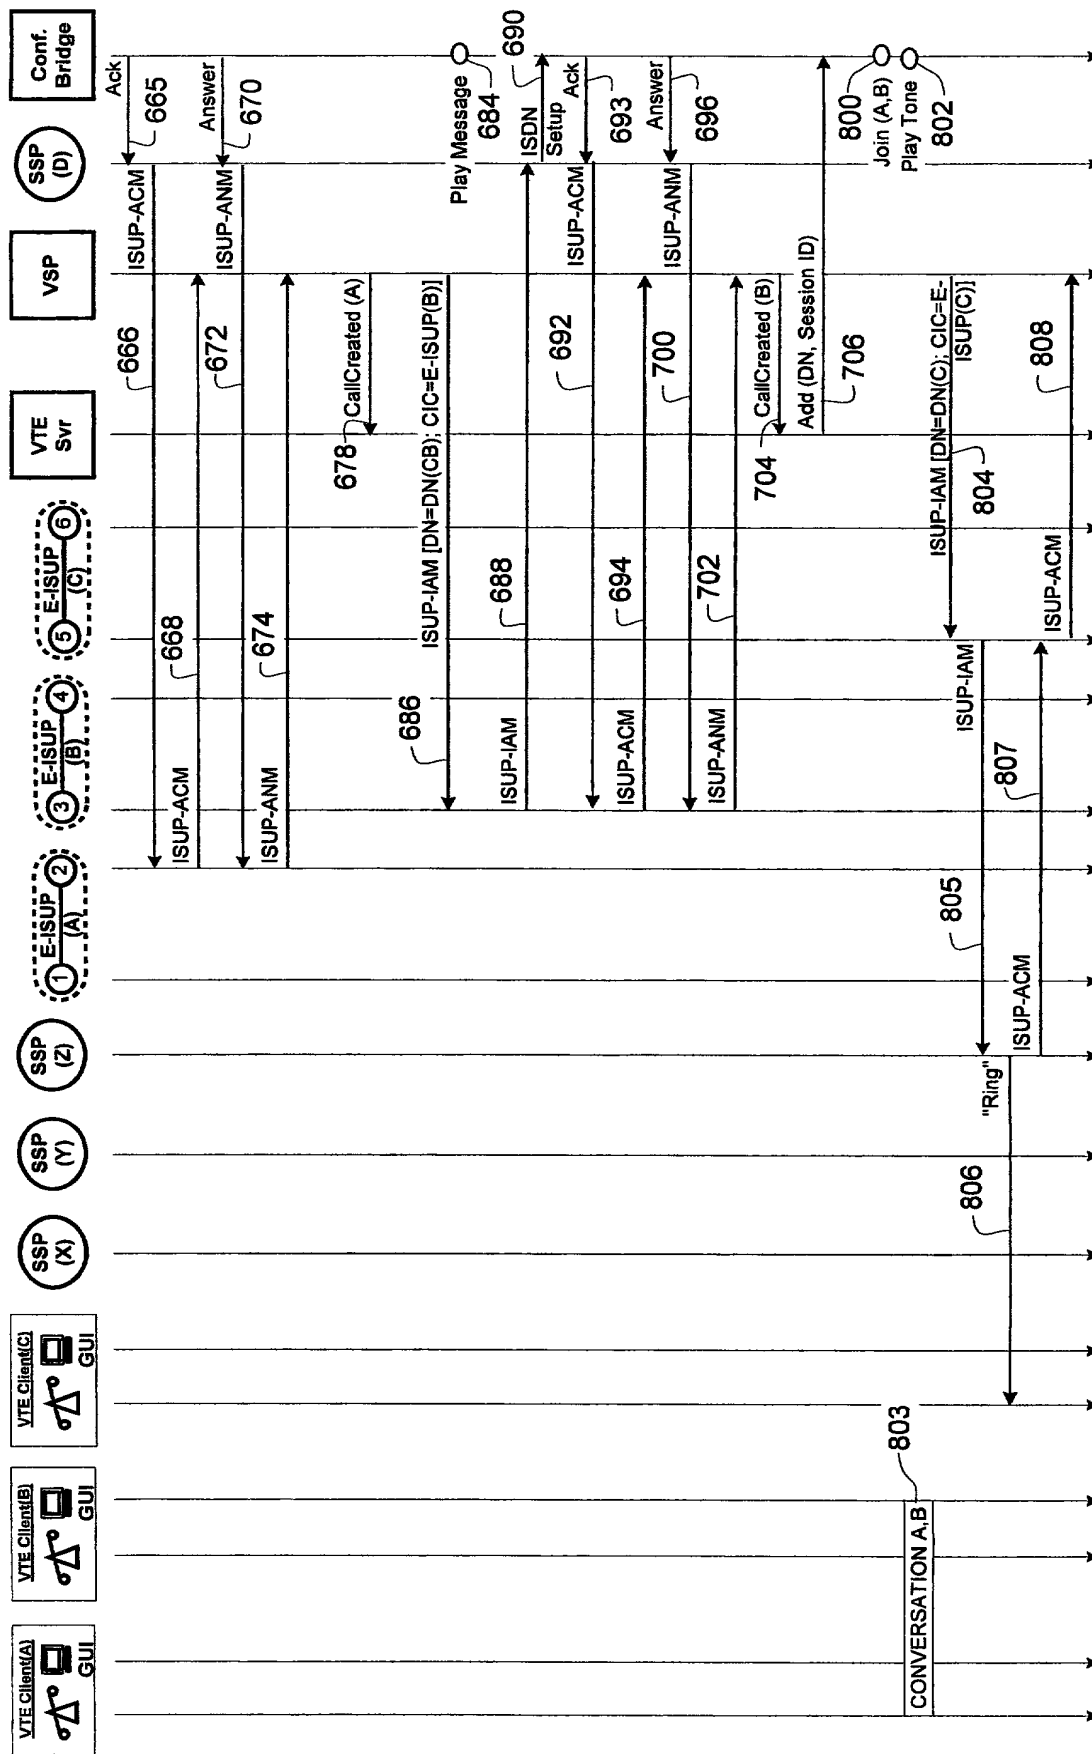 VTE Client(A)
GUI
VTE Client(B)
GUI
VTE Client(C)
GUI
SSP
(X)
SSP
(Y)
SSP
(Z)
1
E-ISUP
(A)
2
3
E-ISUP
(B)
4
5
E-ISUP
(C)
6
VTE
Svr
VSP
SSP
(D)
Conf.
Bridge
Ack
665
ISUP-ACM
666
ISUP-ACM
668
Answer
670
ISUP-ANM
672
ISUP-ANM
674
CallCreated (A)
678
Play Message
684
ISUP-IAM [DN=DN(CB); CIC=E-ISUP(B)]
686
ISUP-IAM
688
ISDN
Setup
690
Ack
693
ISUP-ACM
692
ISUP-ACM
694
Answer
696
ISUP-ANM
700
ISUP-ANM
702
CallCreated (B)
704
Add (DN, Session ID)
706
800
Join (A,B)
Play Tone
802
CONVERSATION A,B
803
ISUP-IAM [DN=DN(C); CIC=E-
ISUP(C)]
804
ISUP-IAM
805
"Ring"
806
ISUP-ACM
807
ISUP-ACM
808